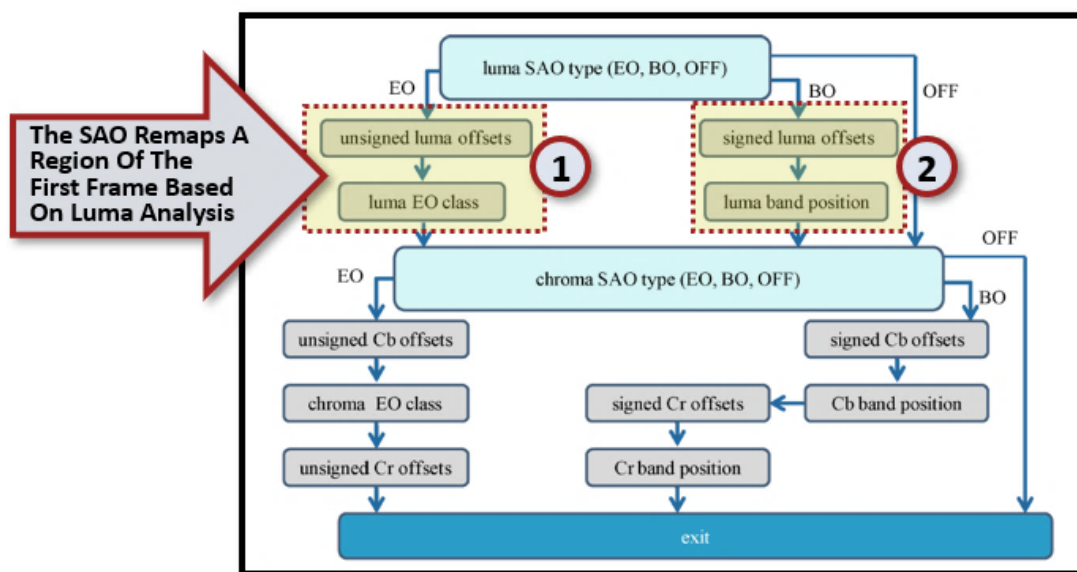 luma SAO type (EO, BO, OFF)
EO
BO
OFF
The SAO Remaps A
Region Of The
First Frame Based
On Luma Analysis
unsigned luma offsets
luma EO class
1
signed luma offsets
luma band position
2
chroma SAO type (EO, BO, OFF)
EO
OFF
BO
unsigned Cb offsets
chroma EO class
unsigned Cr offsets
signed Cb offsets
Cb band position
signed Cr offsets
Cr band position
exit